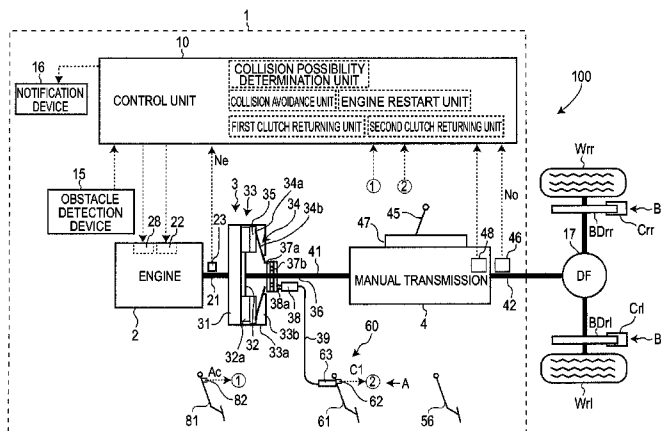 1
10
16
NOTIFICATION DEVICE
CONTROL UNIT
COLLISION POSSIBILITY DETERMINATION UNIT
COLLISION AVOIDANCE UNIT
ENGINE RESTART UNIT
FIRST CLUTCH RETURNING UNIT
SECOND CLUTCH RETURNING UNIT
100
15
OBSTACLE DETECTION DEVICE
Ne
① ②
No
Wrr
B
BDrr
Crr
28 22
23
3
33
35
34a
34
34b
37a
37b
45
47
48
46
17
DF
ENGINE
21
2
41
36
MANUAL TRANSMISSION
4
42
31
32a
32
33a
33b
38a
38
39
60
63
Crl
BDrl
B
Wrl
Ac
①
82
81
C1
②
A
62
61
56